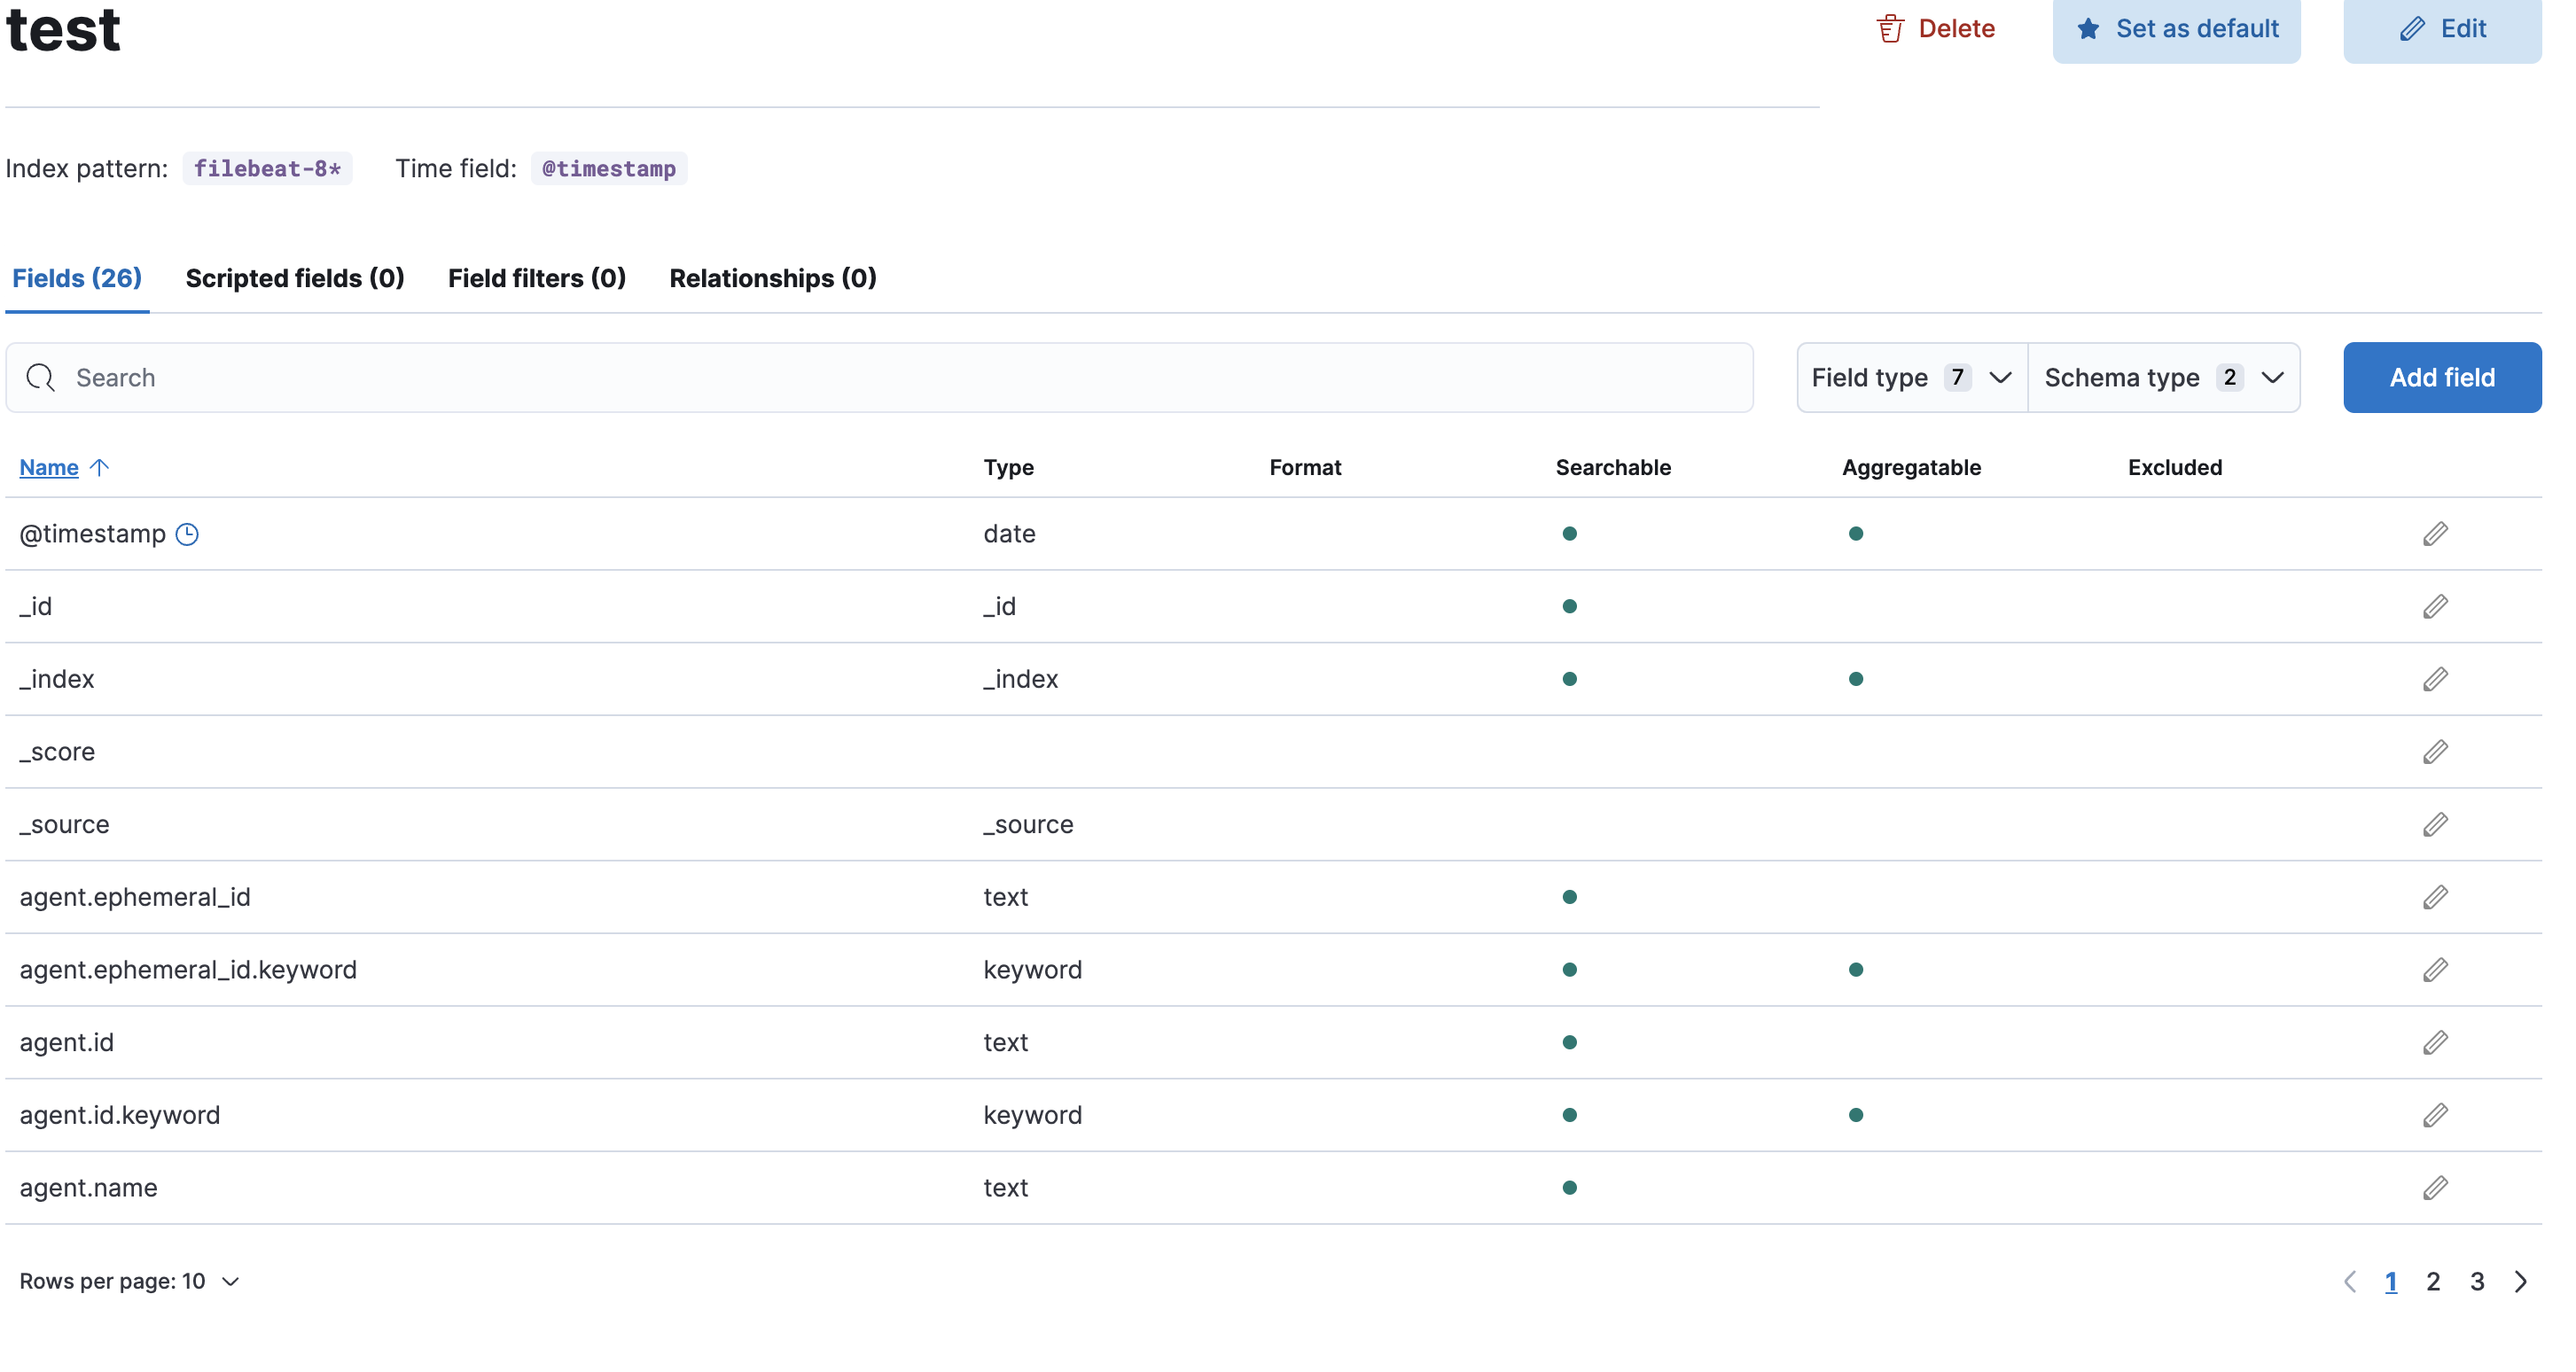 test
Delete
Set as default
Edit
Index pattern: filebeat-8* Time field: @timestamp
Fields (26) Scripted fields (0) Field filters (0) Relationships (0)
Search
Field type 7
Schema type 2
Add field
Name Type Format Searchable Aggregatable Excluded
@timestamp date
_id _id
_index _index
_score
_source _source
agent.ephemeral_id text
agent.ephemeral_id.keyword keyword
agent.id text
agent.id.keyword keyword
agent.name text
Rows per page: 10
1 2 3